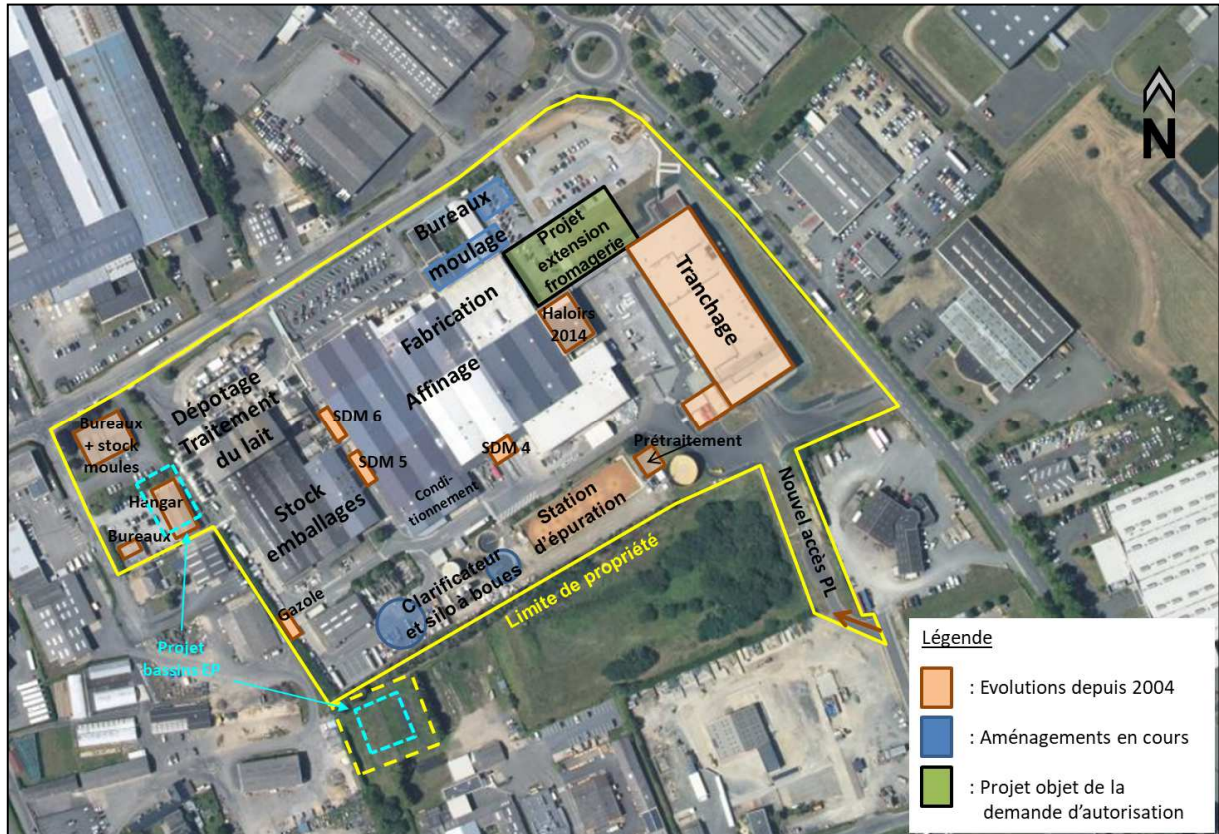 N
Bureaux
moulage
Projet
extension
fromagerie
Fabrication
Haloirs
2014
Tranchage
Affinage
Dépotage
Traitement
du lait
Bureaux
+ stock
moules
SDM 6
SDM 5
SDM 4
Prétraitement
Hangar
Stock
emballages
Condi-
tionnement
Station
d'épuration
Bureaux
Nouvel accès PL
Clarificateur
et silo à boues
Limite de propriété
Gazole
Projet
bassins EP
Légende
: Evolutions depuis 2004
: Aménagements en cours
: Projet objet de la
demande d'autorisation